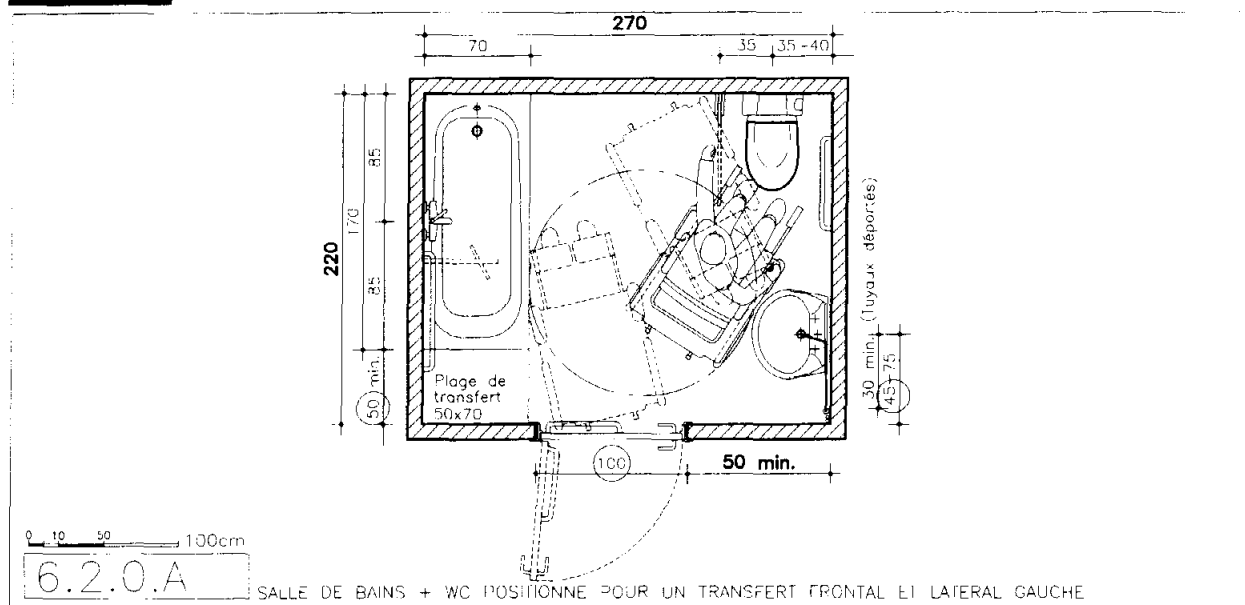 270
70
35
35-40
85
170
220
85
50 min.
Plage de
transfert
50x70
(Tuyaux déportés)
30 min.
45-75
100
50 min.
0 10 50 100cm
6.2.0.A
SALLE DE BAINS + WC POSITIONNE POUR UN TRANSFERT FRONTAL ET LATERAL GAUCHE